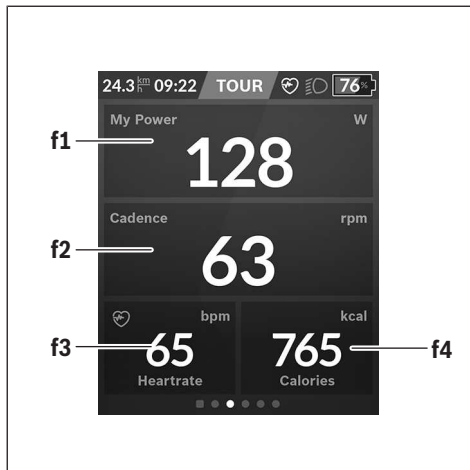 24.3 km/h 09:22 TOUR 76%
My Power W
f1
128
Cadence rpm
f2
63
bpm kcal
f3 65 765 f4
Heartrate Calories